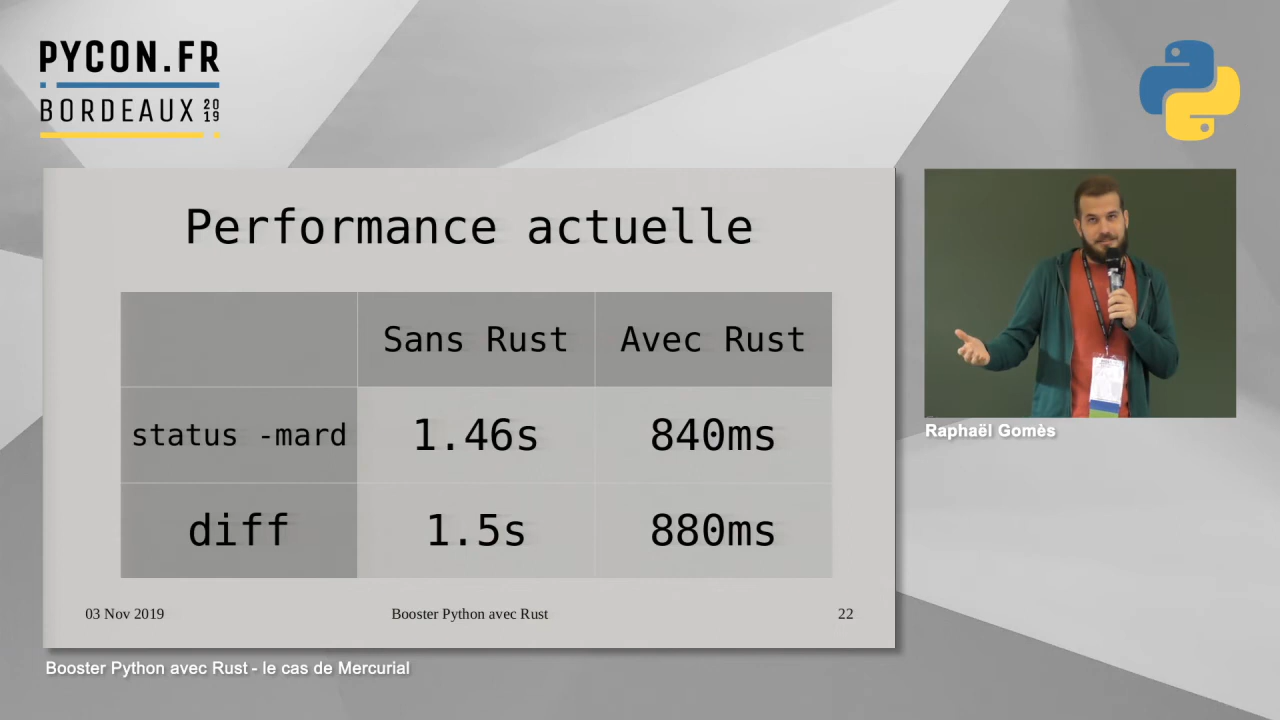 PYCON.FR
BORDEAUX 2019
Performance actuelle
Sans Rust Avec Rust
status -mard 1.46s 840ms
diff 1.5s 880ms
03 Nov 2019 Booster Python avec Rust 22
Raphaël Gomès
Booster Python avec Rust - le cas de Mercurial